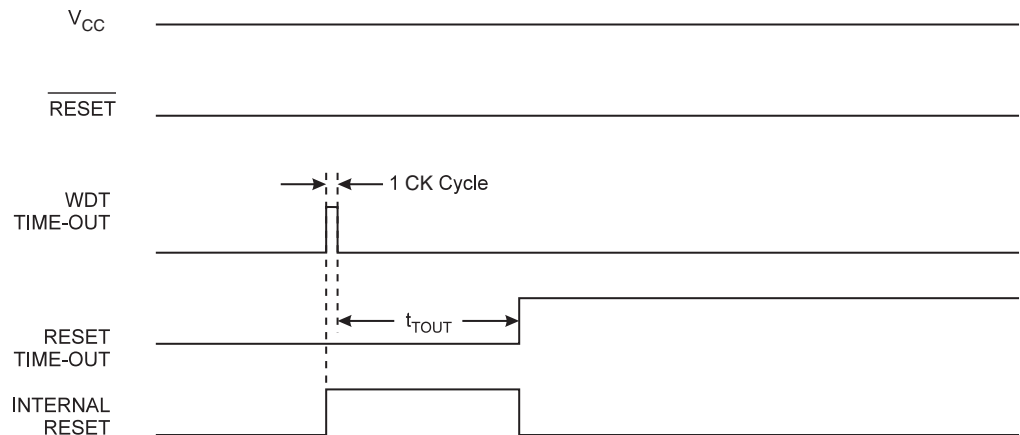 VCC
RESET
1 CK Cycle
WDT
TIME-OUT
tTOUT
RESET
TIME-OUT
INTERNAL
RESET